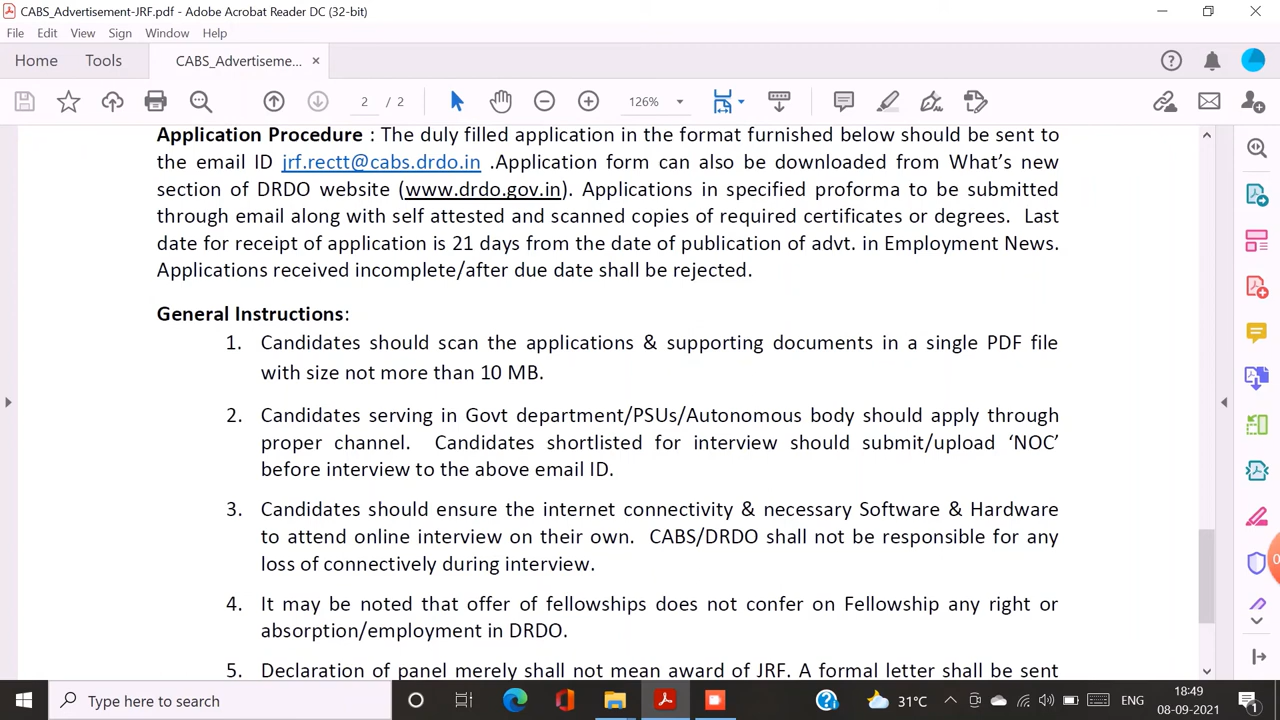 CABS_Advertisement-JRF.pdf - Adobe Acrobat Reader DC (32-bit)
File Edit View Sign Window Help
Home Tools CABS_Advertiseme... ×
2 / 2 126%
Application Procedure : The duly filled application in the format furnished below should be sent to
the email ID jrf.rectt@cabs.drdo.in .Application form can also be downloaded from What's new
section of DRDO website (www.drdo.gov.in). Applications in specified proforma to be submitted
through email along with self attested and scanned copies of required certificates or degrees. Last
date for receipt of application is 21 days from the date of publication of advt. in Employment News.
Applications received incomplete/after due date shall be rejected.
General Instructions:
1. Candidates should scan the applications & supporting documents in a single PDF file
with size not more than 10 MB.
2. Candidates serving in Govt department/PSUs/Autonomous body should apply through
proper channel. Candidates shortlisted for interview should submit/upload ‘NOC’
before interview to the above email ID.
3. Candidates should ensure the internet connectivity & necessary Software & Hardware
to attend online interview on their own. CABS/DRDO shall not be responsible for any
loss of connectively during interview.
4. It may be noted that offer of fellowships does not confer on Fellowship any right or
absorption/employment in DRDO.
5. Declaration of panel merely shall not mean award of JRF. A formal letter shall be sent
Type here to search 31°C ENG 18:49
08-09-2021 1